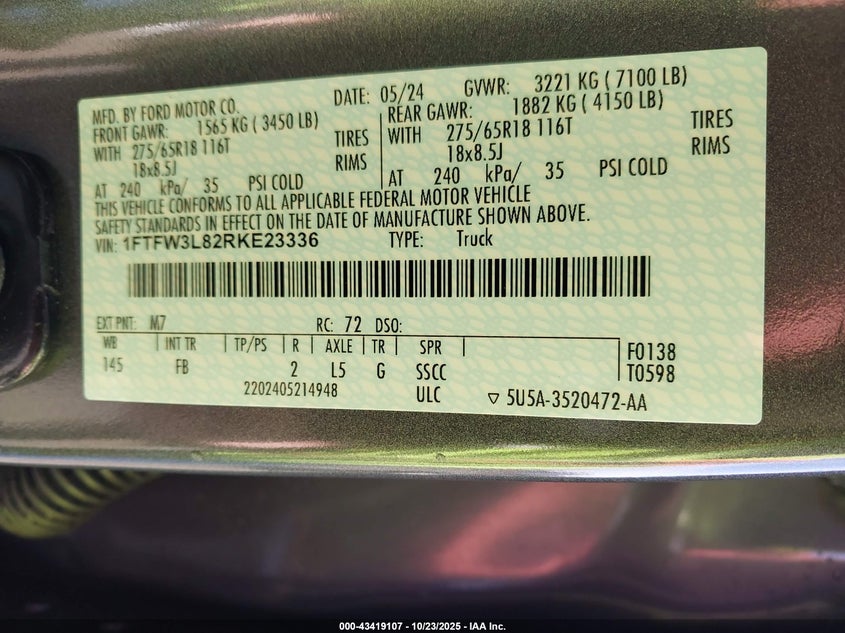 MFD. BY FORD MOTOR CO. DATE: 05/24 GVWR: 3221 KG ( 7100 LB)
FRONT GAWR: 1565 KG ( 3450 LB) REAR GAWR: 1882 KG ( 4150 LB)
WITH 275/65R18 116T TIRES WITH 275/65R18 116T TIRES
18x8.5J RIMS 18x8.5J RIMS
AT 240 kPa/ 35 PSI COLD AT 240 kPa/ 35 PSI COLD
THIS VEHICLE CONFORMS TO ALL APPLICABLE FEDERAL MOTOR VEHICLE
SAFETY STANDARDS IN EFFECT ON THE DATE OF MANUFACTURE SHOWN ABOVE.
VIN: 1FTFW3L82RKE23336 TYPE: Truck
EXT PNT: M7 RC: 72 DSO:
WB INT TR TP/PS R AXLE TR SPR F0138
145 FB 2 L5 G SSCC T0598
2202405214948 ULC ▽ 5U5A-3520472-AA
000-43419107 - 10/23/2025 - IAA Inc.